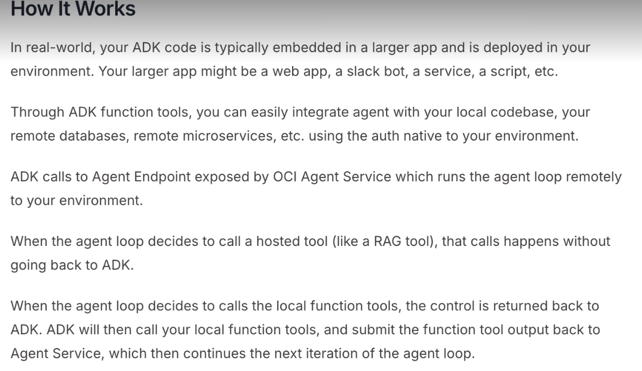 How It Works
In real-world, your ADK code is typically embedded in a larger app and is deployed in your
environment. Your larger app might be a web app, a slack bot, a service, a script, etc.
Through ADK function tools, you can easily integrate agent with your local codebase, your
remote databases, remote microservices, etc. using the auth native to your environment.
ADK calls to Agent Endpoint exposed by OCI Agent Service which runs the agent loop remotely
to your environment.
When the agent loop decides to call a hosted tool (like a RAG tool), that calls happens without
going back to ADK.
When the agent loop decides to calls the local function tools, the control is returned back to
ADK. ADK will then call your local function tools, and submit the function tool output back to
Agent Service, which then continues the next iteration of the agent loop.